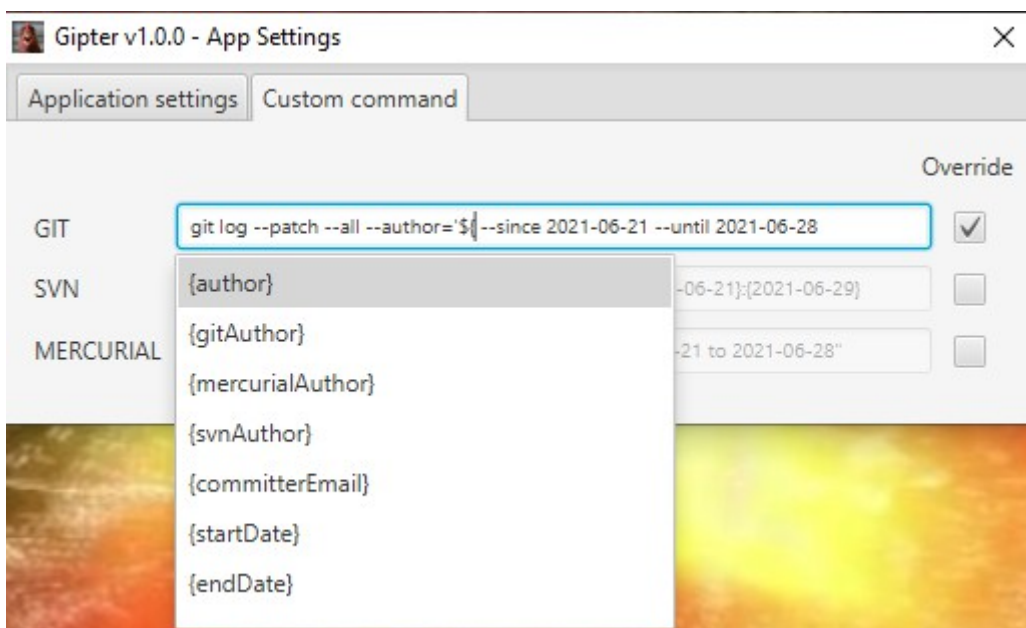 Gipter v1.0.0 - App Settings
Application settings
Custom command
Override
GIT
git log --patch --all --author='${ --since 2021-06-21 --until 2021-06-28
SVN
-06-21}:{2021-06-29}
MERCURIAL
-21 to 2021-06-28"
{author}
{gitAuthor}
{mercurialAuthor}
{svnAuthor}
{committerEmail}
{startDate}
{endDate}